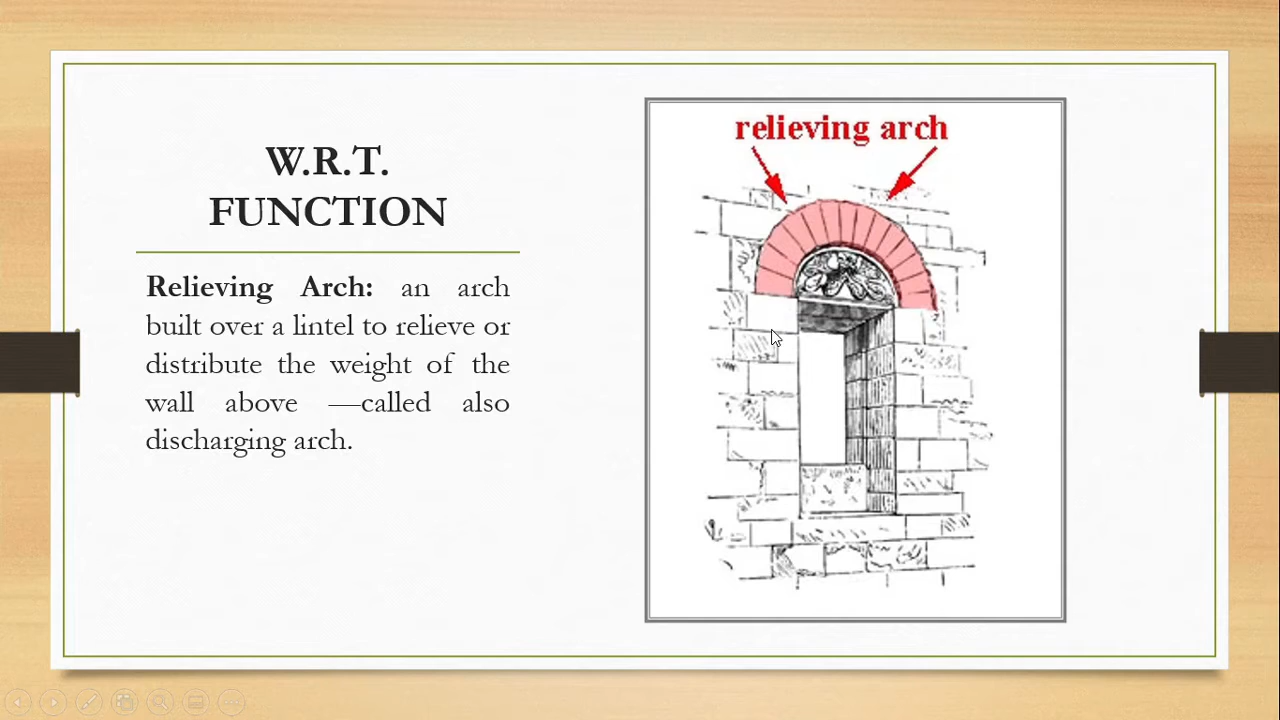 W.R.T.
FUNCTION
Relieving Arch: an arch
built over a lintel to relieve or
distribute the weight of the
wall above —called also
discharging arch.
relieving arch